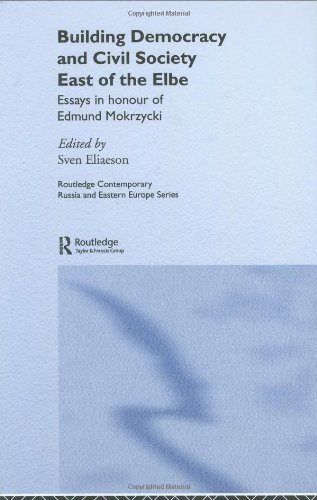 Building Democracy
and Civil Society
East of the Elbe
Essays in honour of
Edmund Mokrzycki
Edited by
Sven Eliaeson
Routledge Contemporary
Russia and Eastern Europe Series
R Routledge
Taylor & Francis Group